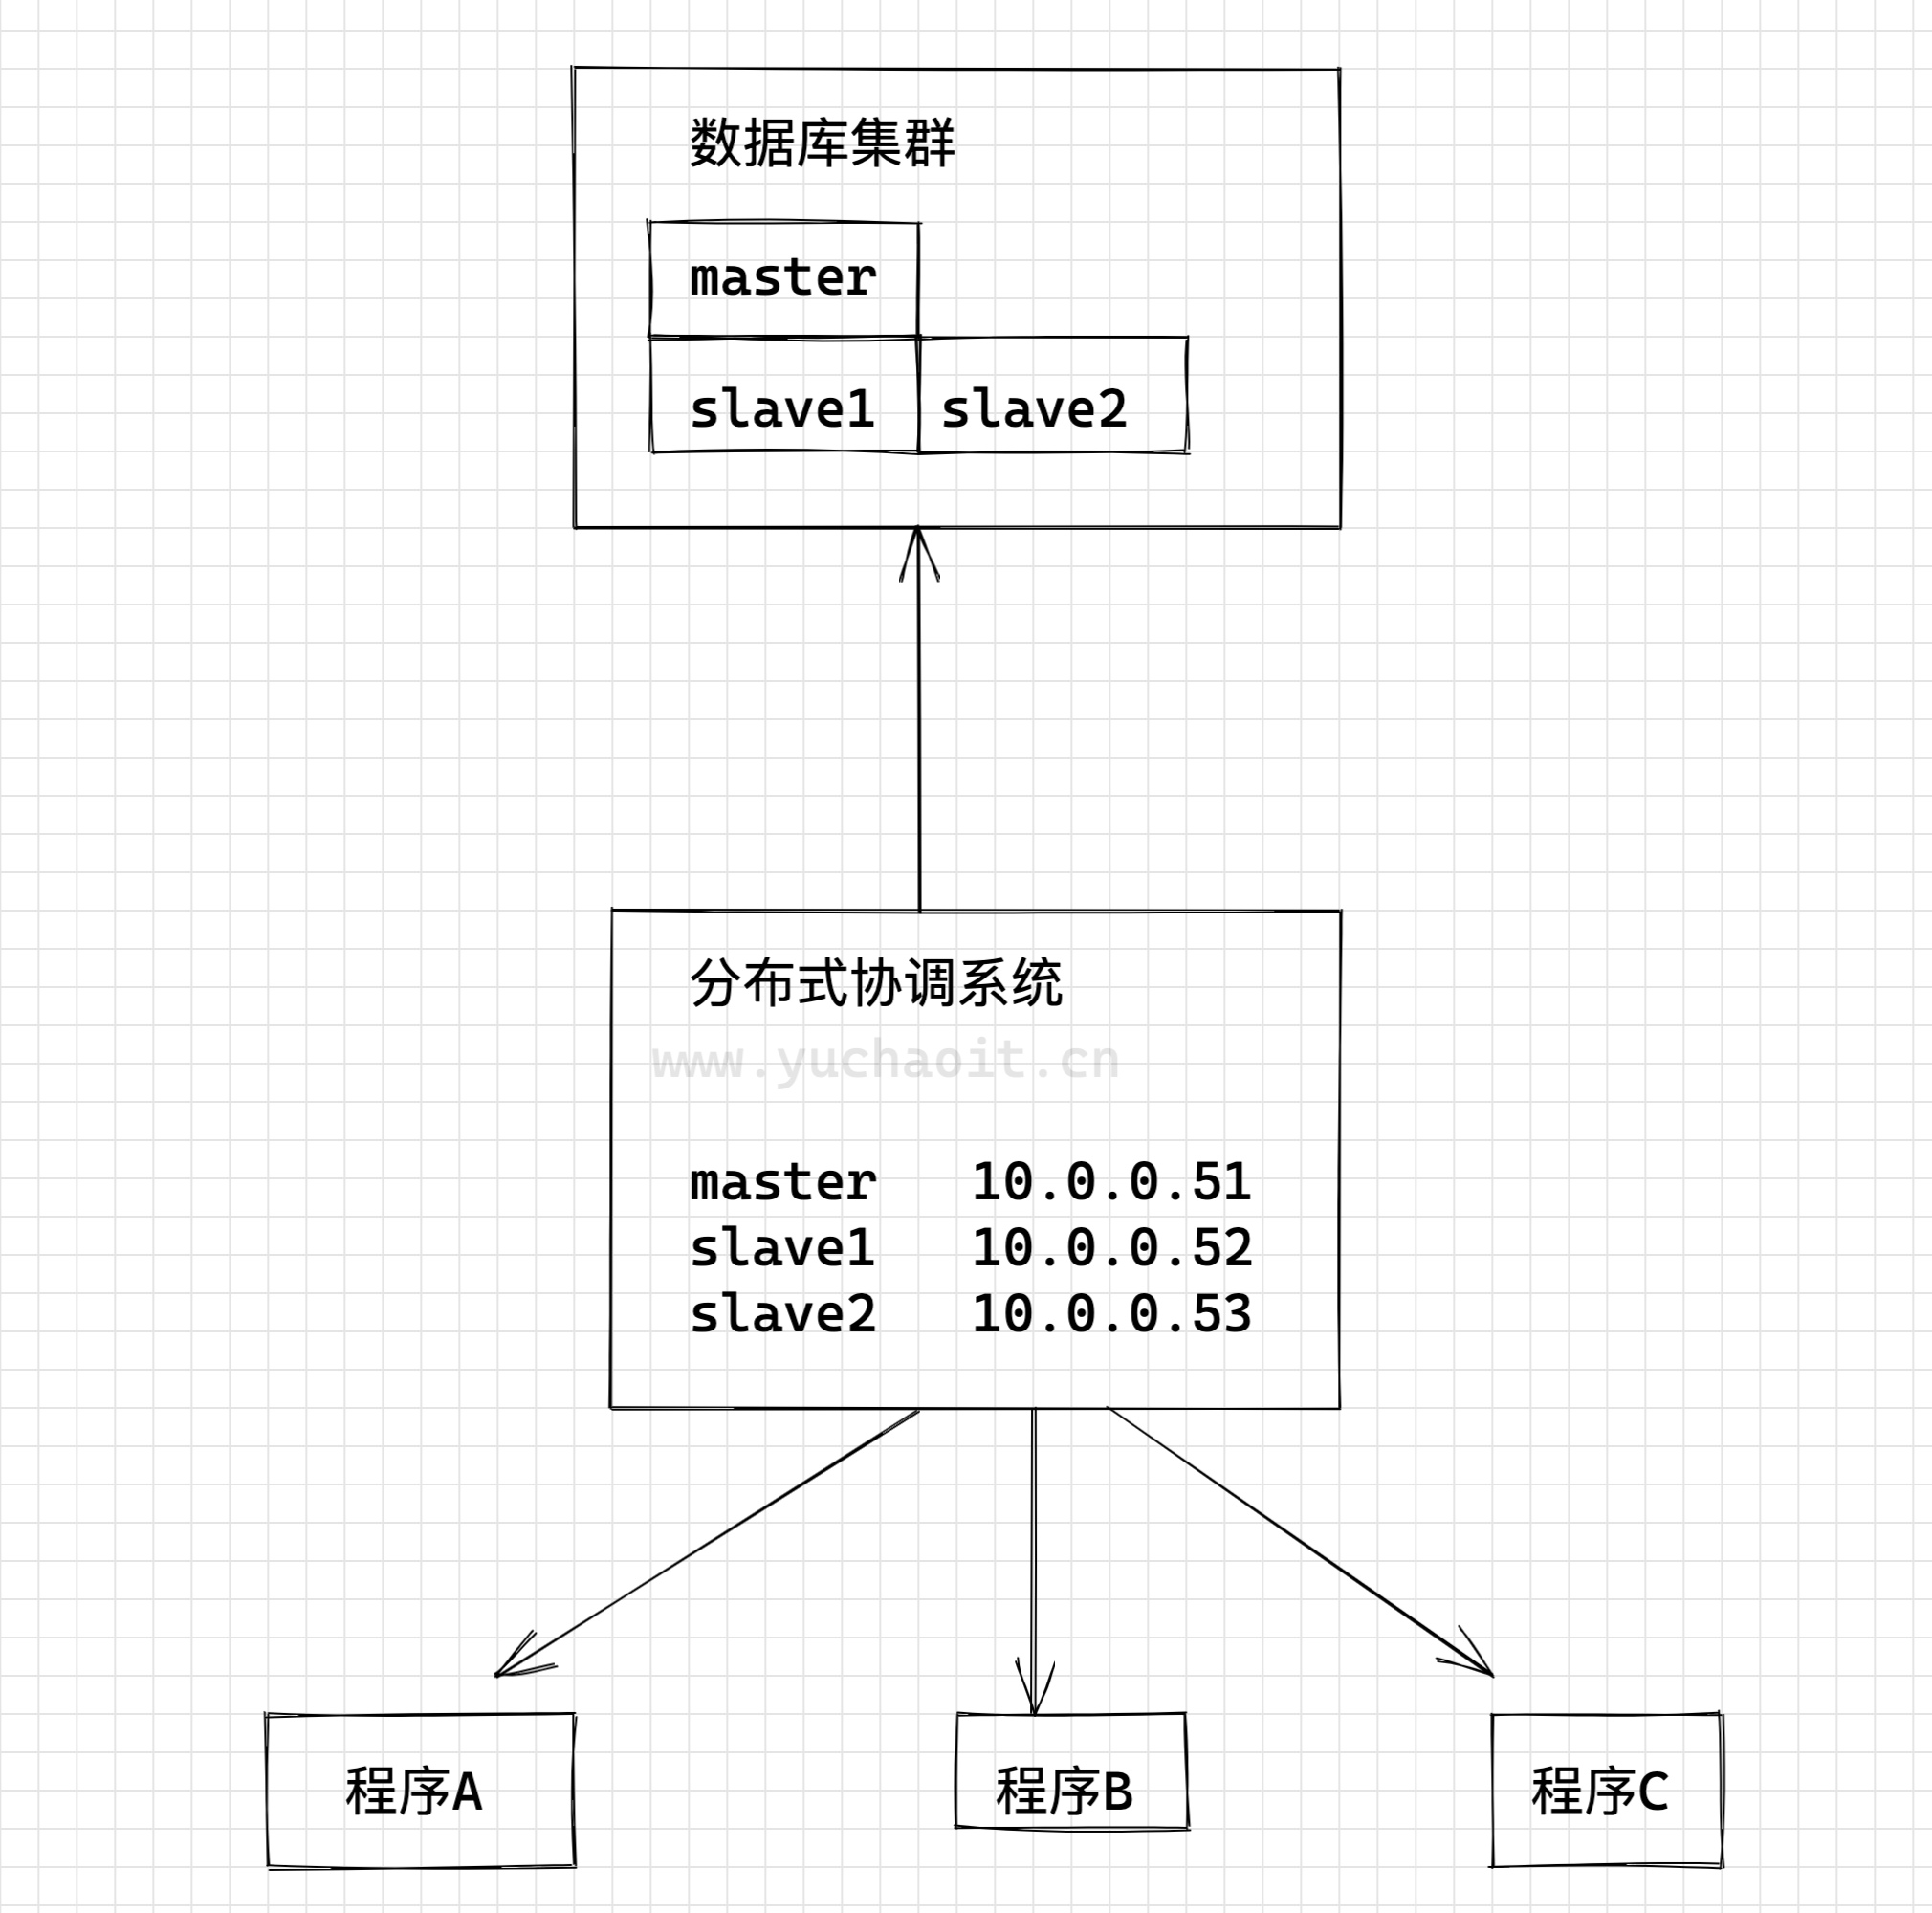 数据库集群
master
slave1 slave2
分布式协调系统
www.yuchaoit.cn
master 10.0.0.51
slave1 10.0.0.52
slave2 10.0.0.53
程序A 程序B 程序C